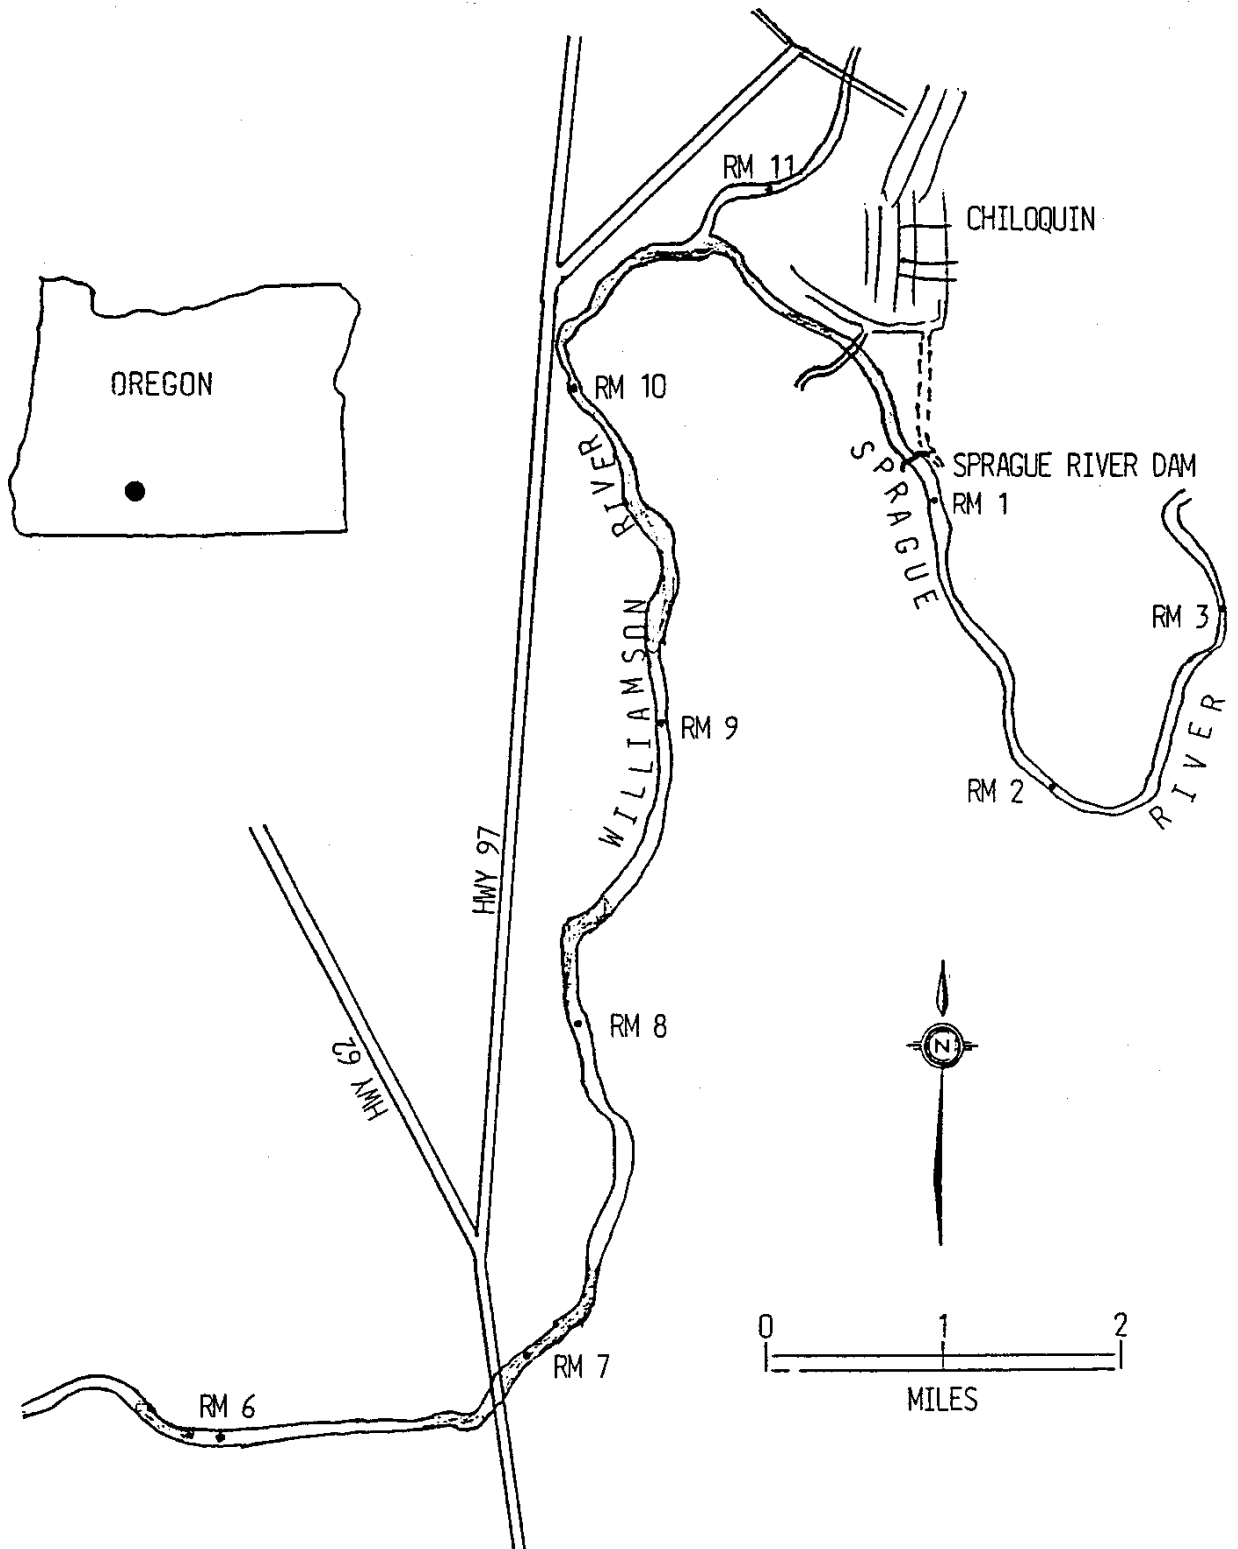 RM 11
CHILOQUIN
OREGON
RM 10
SPRAGUE RIVER DAM
RM 1
SPRAGUE RIVER
RM 3
WILLIAMSON RIVER
RM 9
RM 2
HWY 97
RM 8
HWY 62
N
0 1 2
MILES
RM 7
RM 6